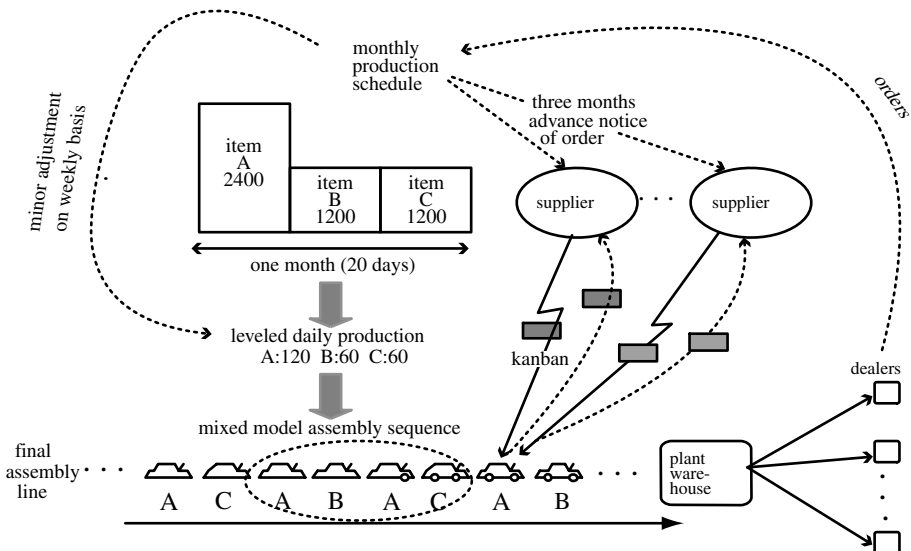 monthly
production
schedule
orders
three months
advance notice
of order
minor adjustment
on weekly basis
item
A
2400
item
B
1200
item
C
1200
supplier
. . .
supplier
one month (20 days)
leveled daily production
A:120 B:60 C:60
kanban
dealers
mixed model assembly sequence
final
assembly
line
. . .
A C A B A C A B
. . .
plant
ware-
house